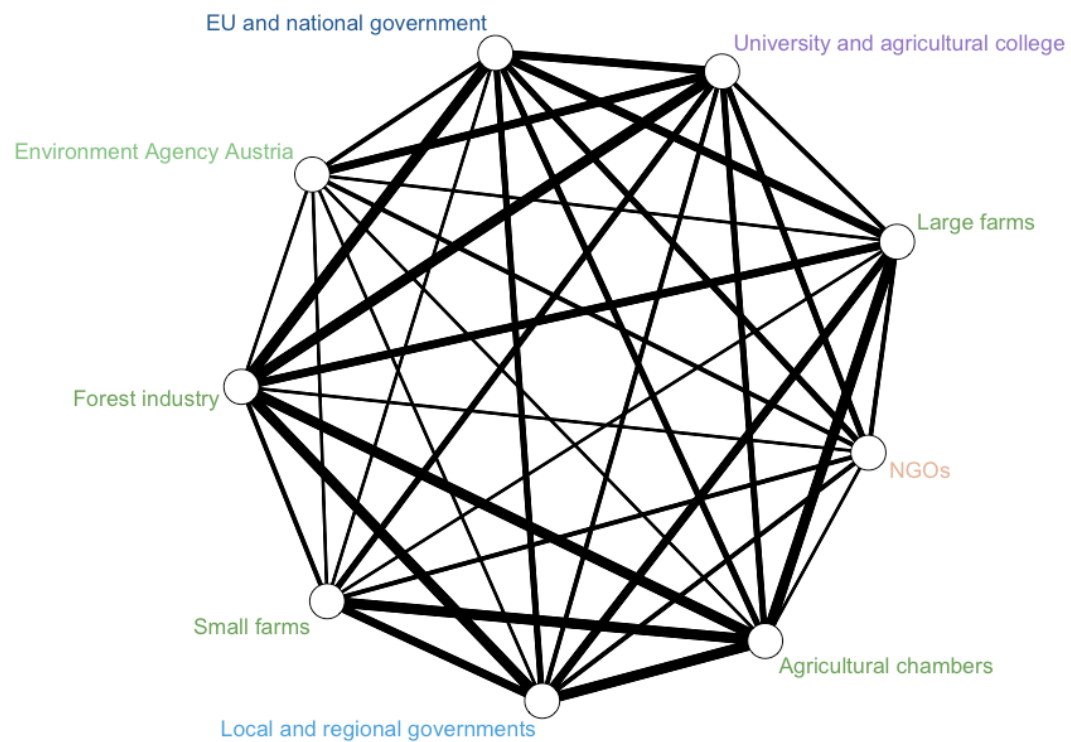 EU and national government
University and agricultural college
Environment Agency Austria
Large farms
Forest industry
NGOs
Small farms
Agricultural chambers
Local and regional governments